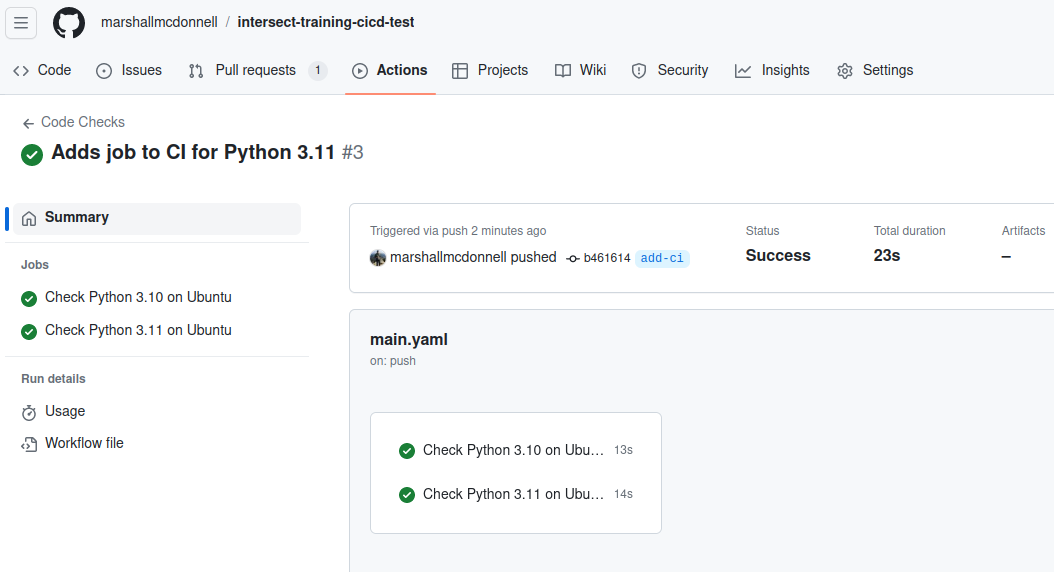 marshallmcdonnell / intersect-training-cicd-test
Code Issues Pull requests 1 Actions Projects Wiki Security Insights Settings
Code Checks
Adds job to CI for Python 3.11 #3
Summary
Jobs
Check Python 3.10 on Ubuntu
Check Python 3.11 on Ubuntu
Run details
Usage
Workflow file
Triggered via push 2 minutes ago
marshallmcdonnell pushed b461614 add-ci
Status
Success
Total duration
23s
Artifacts
–
main.yaml
on: push
Check Python 3.10 on Ubu... 13s
Check Python 3.11 on Ubu... 14s